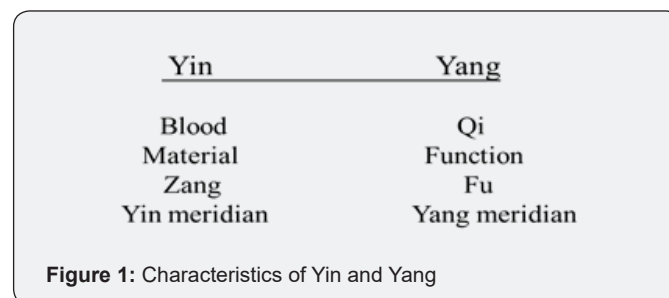 Yin Yang
Blood Qi
Material Function
Zang Fu
Yin meridian Yang meridian
Figure 1: Characteristics of Yin and Yang